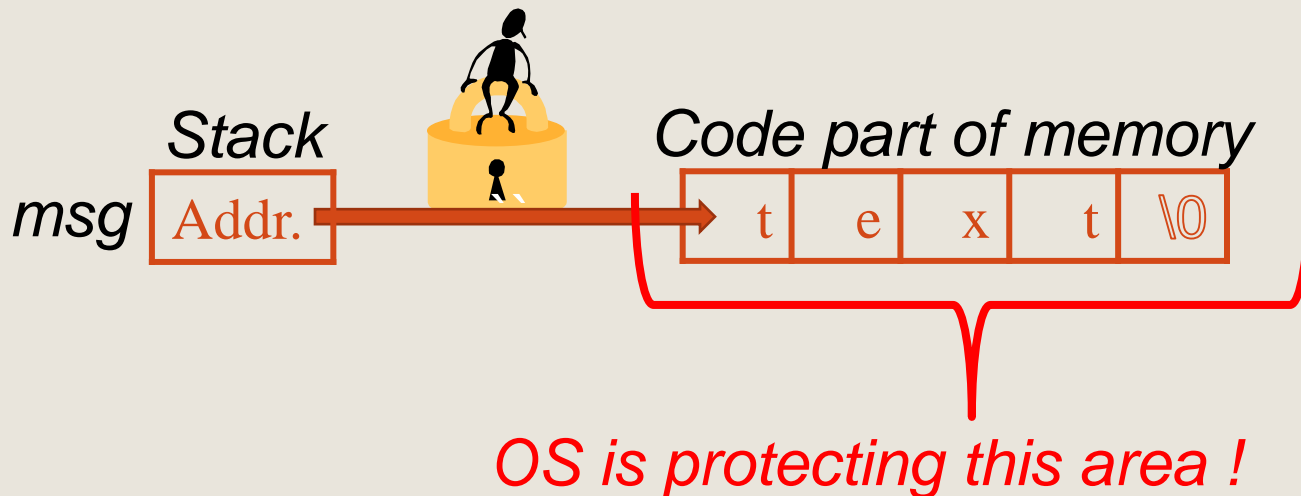 Stack
Code part of memory
msg Addr. t e x t \0
OS is protecting this area !